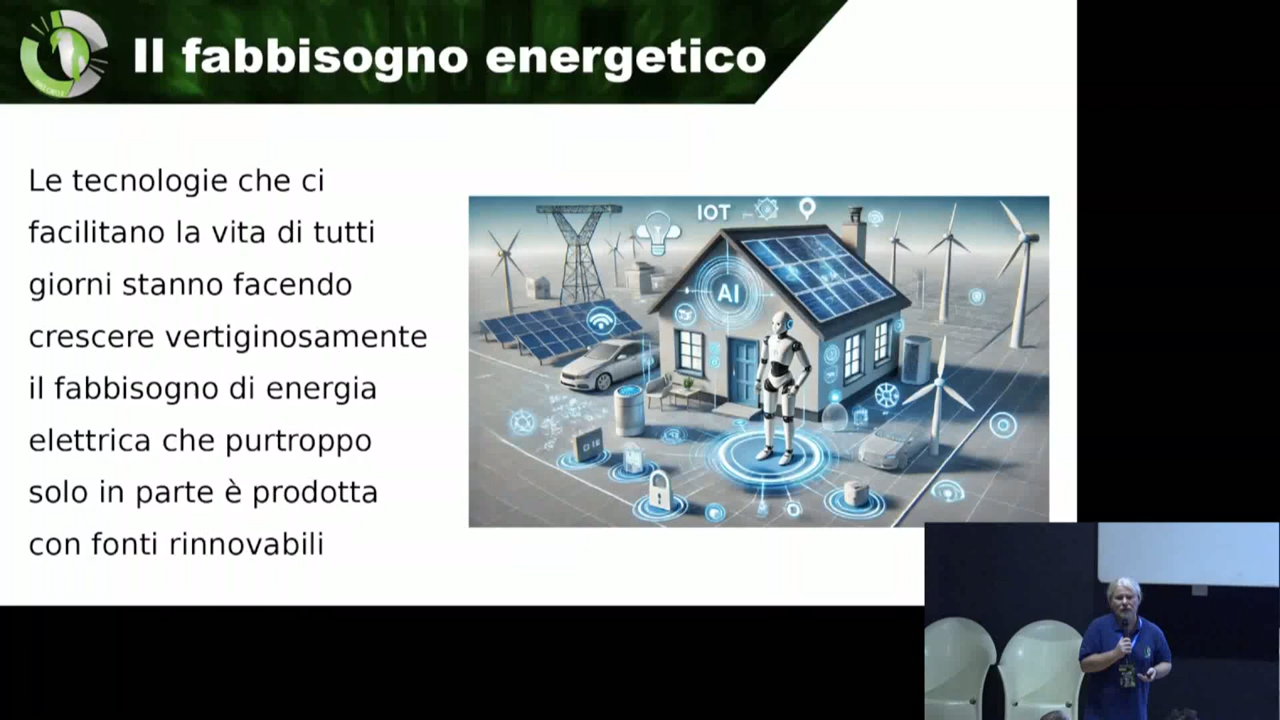 Il fabbisogno energetico
Le tecnologie che ci
facilitano la vita di tutti
giorni stanno facendo
crescere vertiginosamente
il fabbisogno di energia
elettrica che purtroppo
solo in parte è prodotta
con fonti rinnovabili
IOT
AI